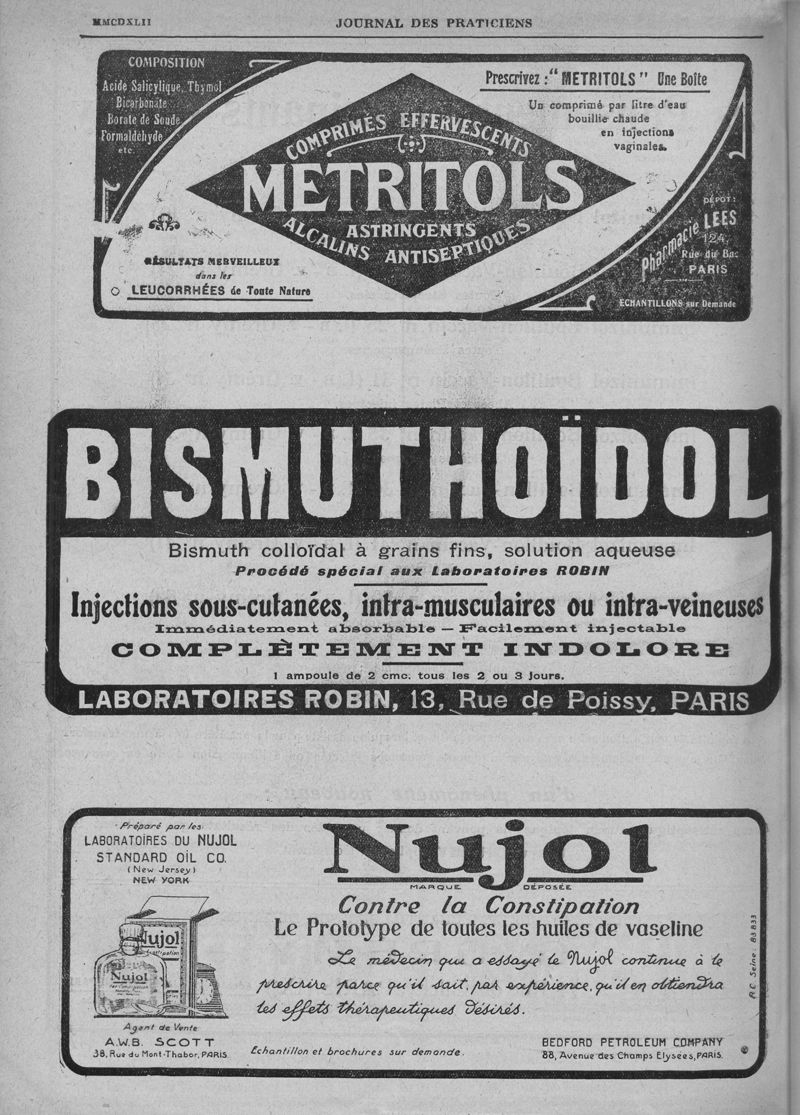 MMCDXLII
JOURNAL DES PRATICIENS
COMPOSITION
Acide Salicylique, Thymol
Bicarbonate
Borate de Soude
Formaldéhyde
etc.
Prescrivez : "METRITOLS" Une Boîte
Un comprimé par litre d'eau
bouillie chaude
en injections
vaginales.
COMPRIMÉS EFFERVESCENTS
METRITOLS
ASTRINGENTS
ALCALINS ANTISEPTIQUES
RÉSULTATS MERVEILLEUX
dans les
LEUCORRHÉES de Toute Nature
DÉPOT :
Pharmacie LEES
124,
Rue du Bac
PARIS
ECHANTILLONS sur Demande
BISMUTHOÏDOL
Bismuth colloïdal à grains fins, solution aqueuse
Procédé spécial aux Laboratoires ROBIN
Injections sous-cutanées, intra-musculaires ou intra-veineuses
Immédiatement absorbable — Facilement injectable
COMPLÈTEMENT INDOLORE
1 ampoule de 2 cmc. tous les 2 ou 3 jours.
LABORATOIRES ROBIN, 13, Rue de Poissy, PARIS
Préparé par les
LABORATOIRES DU NUJOL
STANDARD OIL CO.
(New Jersey)
NEW YORK
Nujol
Nujol
Agent de Vente
A.W.B. SCOTT
38, Rue du Mont-Thabor, PARIS
Nujol
MARQUE DÉPOSÉE
Contre la Constipation
Le Prototype de toutes les huiles de vaseline
Le médecin qui a essayé le Nujol continue à le
prescrire parce qu'il sait, par expérience, qu'il en obtiendra
les effets thérapeutiques désirés.
Echantillon et brochures sur demande.
BEDFORD PETROLEUM COMPANY
88, Avenue des Champs Elysées, PARIS.
R.C. Seine 83833